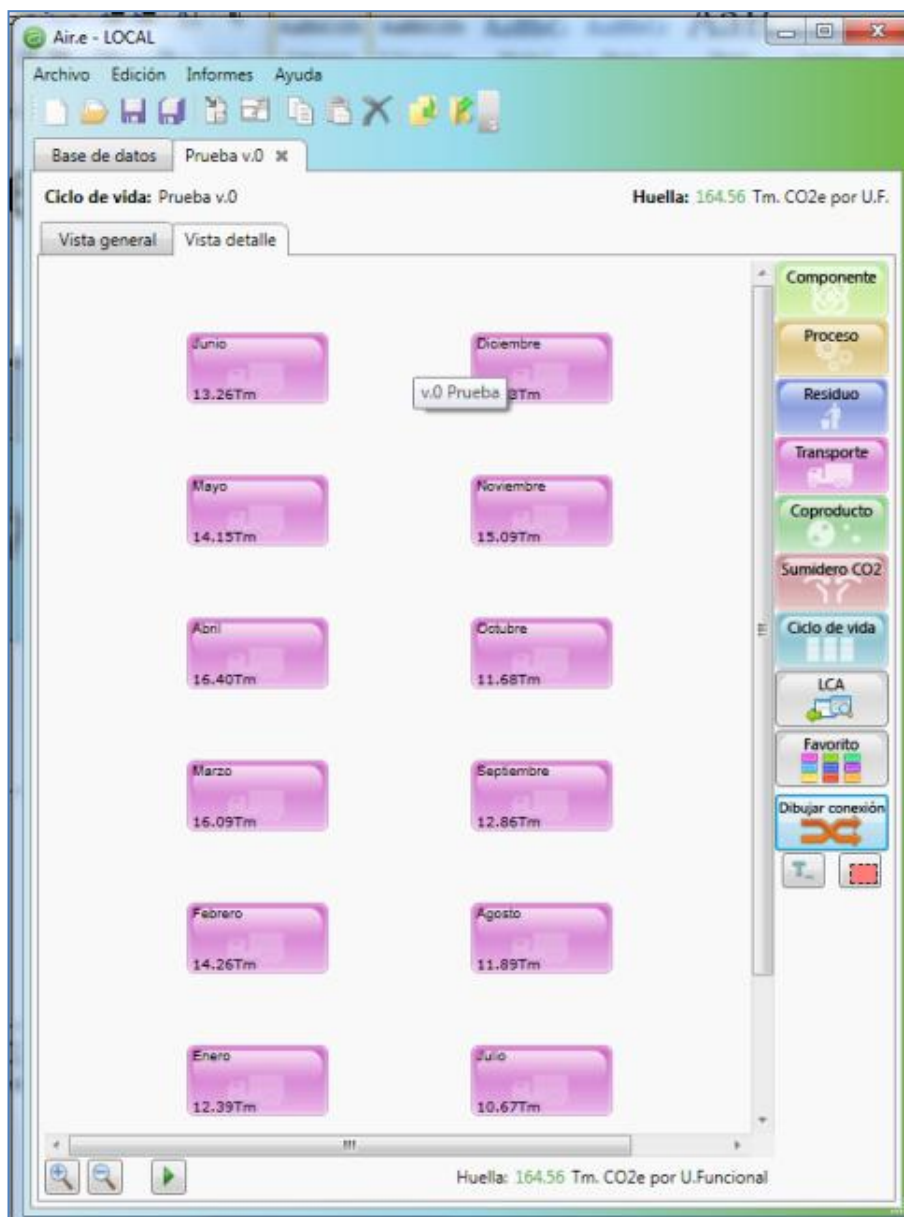 Air.e - LOCAL
Archivo Edición Informes Ayuda
Base de datos Prueba v.0
Ciclo de vida: Prueba v.0 Huella: 164.56 Tm. CO2e por U.F.
Vista general Vista detalle
Componente
Proceso
Residuo
Transporte
Coproducto
Sumidero CO2
Ciclo de vida
LCA
Favorito
Dibujar conexión
T...
Junio
13.26Tm
Diciembre
3Tm
v.0 Prueba
Mayo
14.15Tm
Noviembre
15.09Tm
Abril
16.40Tm
Octubre
11.68Tm
Marzo
16.09Tm
Septiembre
12.86Tm
Febrero
14.26Tm
Agosto
11.89Tm
Enero
12.39Tm
Julio
10.67Tm
Huella: 164.56 Tm. CO2e por U.Funcional